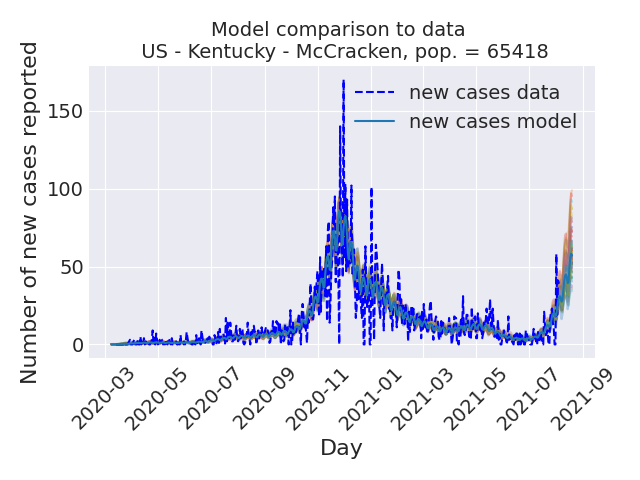 Model comparison to data
US - Kentucky - McCracken, pop. = 65418
Number of new cases reported
150
100
50
0
new cases data
new cases model
2020-03
2020-05
2020-07
2020-09
2020-11
2021-01
2021-03
2021-05
2021-07
2021-09
Day